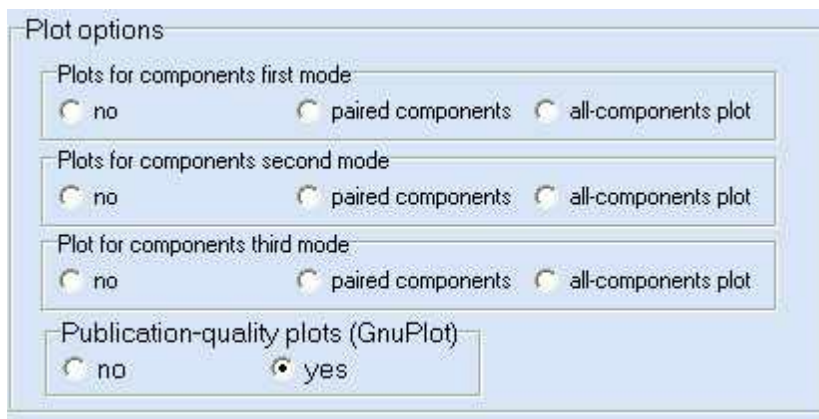 Plot options
Plots for components first mode
no paired components all-components plot
Plots for components second mode
no paired components all-components plot
Plot for components third mode
no paired components all-components plot
Publication-quality plots (GnuPlot)
no yes